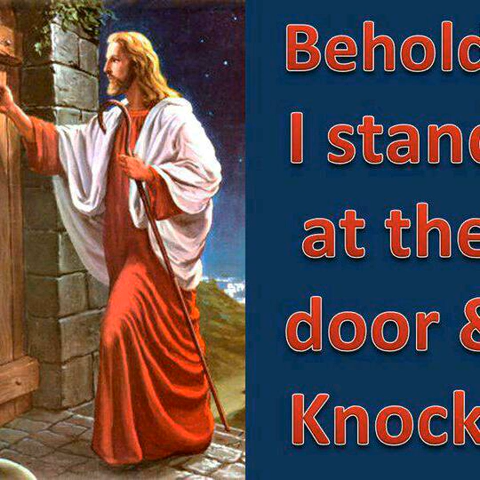 Behold
I stand
at the
door &
Knock